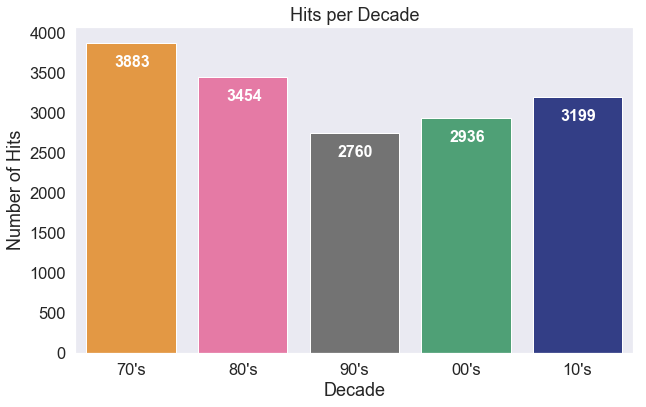 Hits per Decade
Number of Hits
4000
3500
3000
2500
2000
1500
1000
500
0
3883
3454
2760
2936
3199
70's
80's
90's
00's
10's
Decade